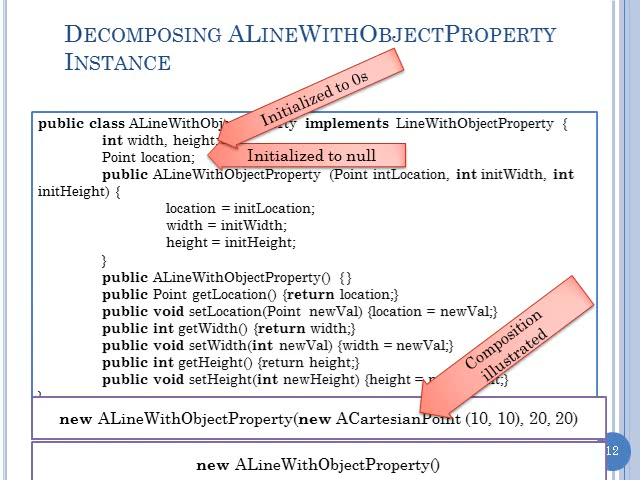 DECOMPOSING ALINEWITHOBJECTPROPERTY
INSTANCE
Initialized to 0s
public class ALineWithObj rty implements LineWithObjectProperty {
int width, height;
Point location;
Initialized to null
public ALineWithObjectProperty (Point intLocation, int initWidth, int
initHeight) {
location = initLocation;
width = initWidth;
height = initHeight;
}
public ALineWithObjectProperty() {}
public Point getLocation() {return location;}
public void setLocation(Point newVal) {location = newVal;}
public int getWidth() {return width;}
public void setWidth(int newVal) {width = newVal;}
public int getHeight() {return height;}
public void setHeight(int newHeight) {height = ;}
}
Composition
illustrated
new ALineWithObjectProperty(new ACartesianPoint (10, 10), 20, 20)
12
new ALineWithObjectProperty()